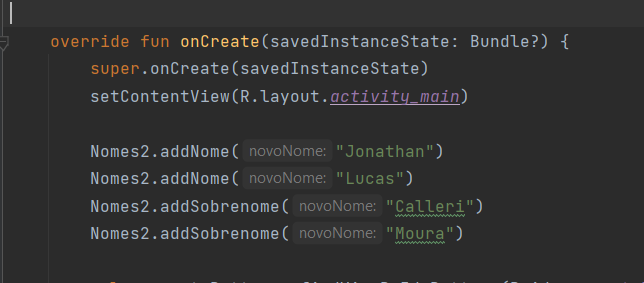 override fun onCreate(savedInstanceState: Bundle?) {
super.onCreate(savedInstanceState)
setContentView(R.layout.activity_main)
Nomes2.addNome( novoNome: "Jonathan")
Nomes2.addNome( novoNome: "Lucas")
Nomes2.addSobrenome( novoNome: "Calleri")
Nomes2.addSobrenome( novoNome: "Moura")